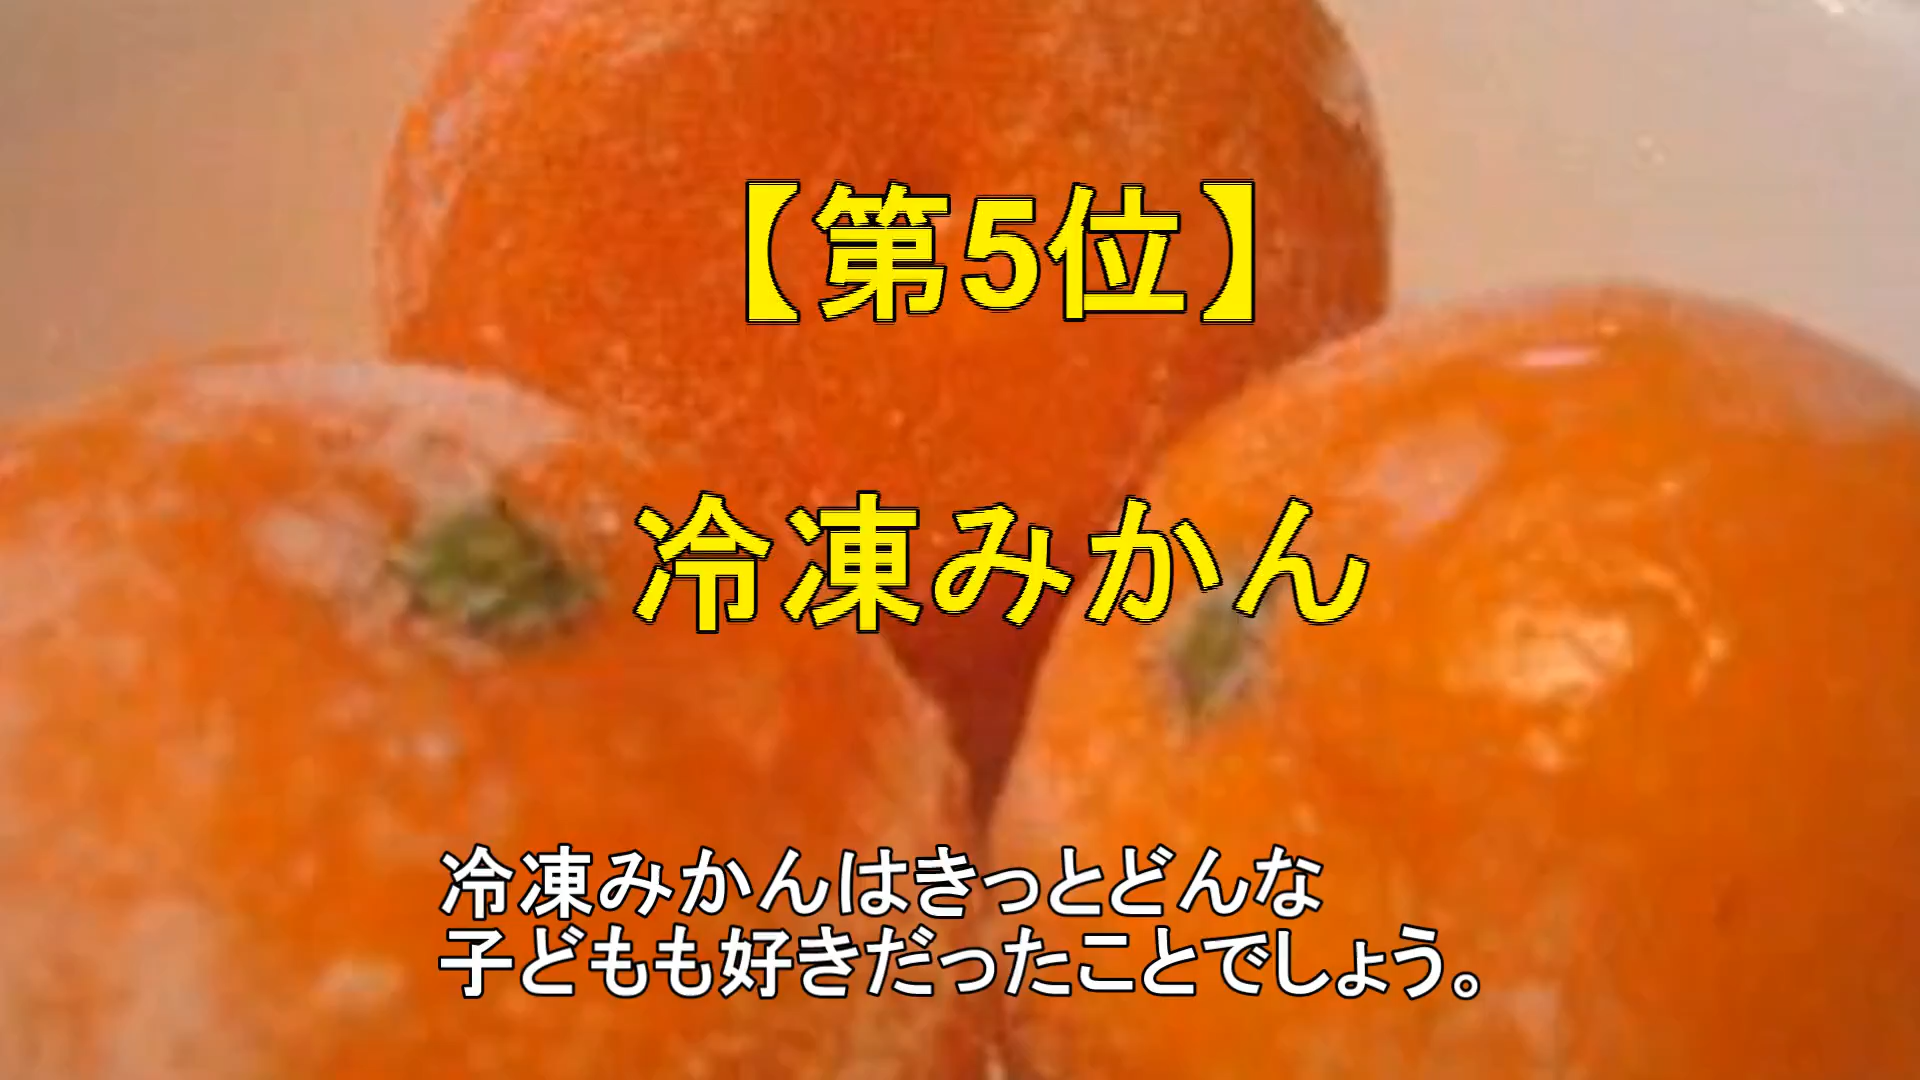 【第5位】
冷凍みかん
冷凍みかんはきっとどんな
子どもも好きだったことでしょう。